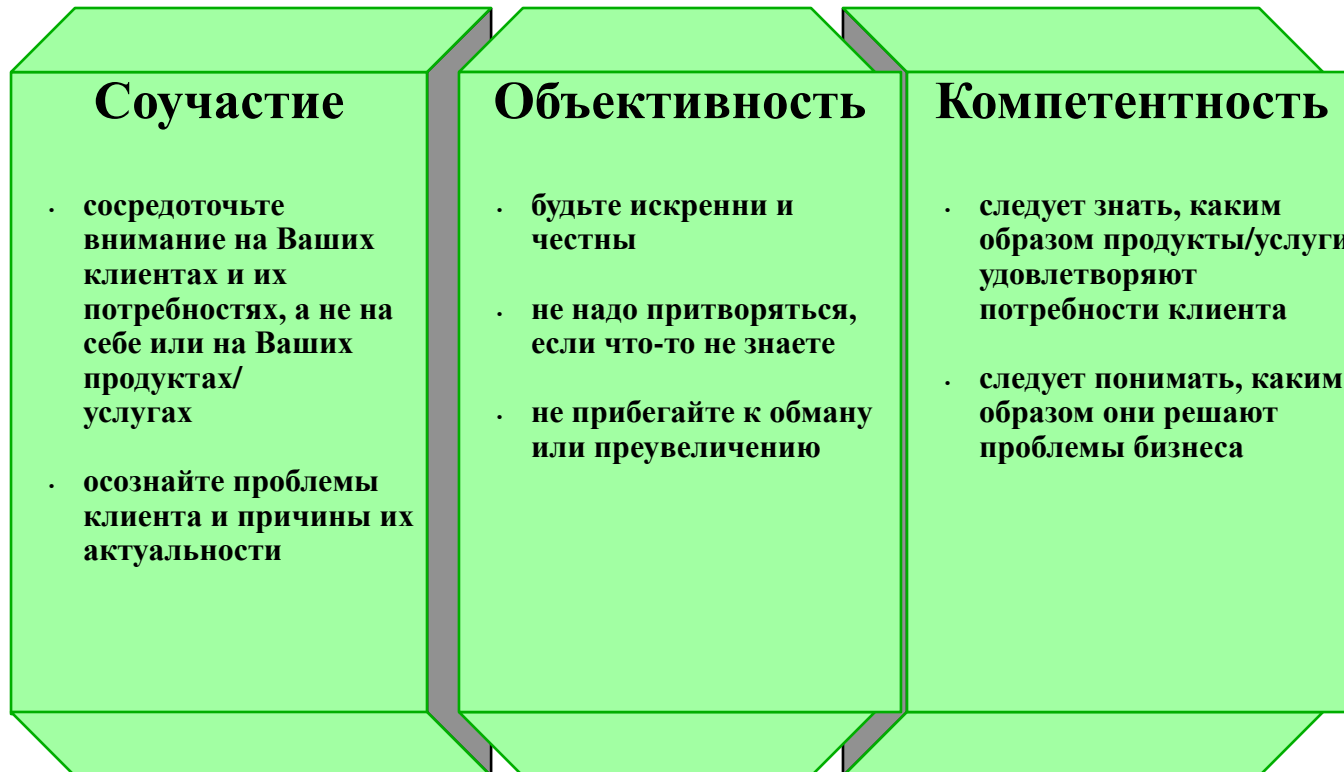 Соучастие
· сосредоточьте
внимание на Ваших
клиентах и их
потребностях, а не на
себе или на Ваших
продуктах/
услугах
· осознайте проблемы
клиента и причины их
актуальности
Объективность
· будьте искренни и
честны
· не надо притворяться,
если что-то не знаете
· не прибегайте к обману
или преувеличению
Компетентность
· следует знать, каким
образом продукты/услуги
удовлетворяют
потребности клиента
· следует понимать, каким
образом они решают
проблемы бизнеса